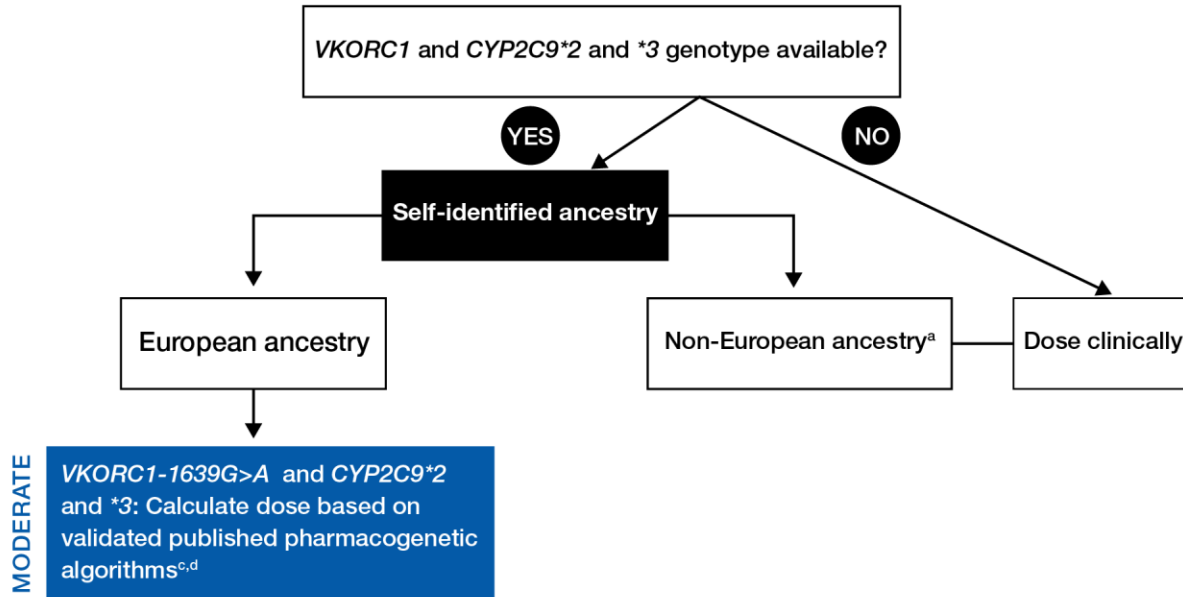 VKORC1 and CYP2C9*2 and *3 genotype available?
YES
NO
Self-identified ancestry
European ancestry
Non-European ancestryᵃ
Dose clinically
MODERATE
VKORC1-1639G>A and CYP2C9*2
and *3: Calculate dose based on
validated published pharmacogenetic
algorithmsᶜ,ᵈ